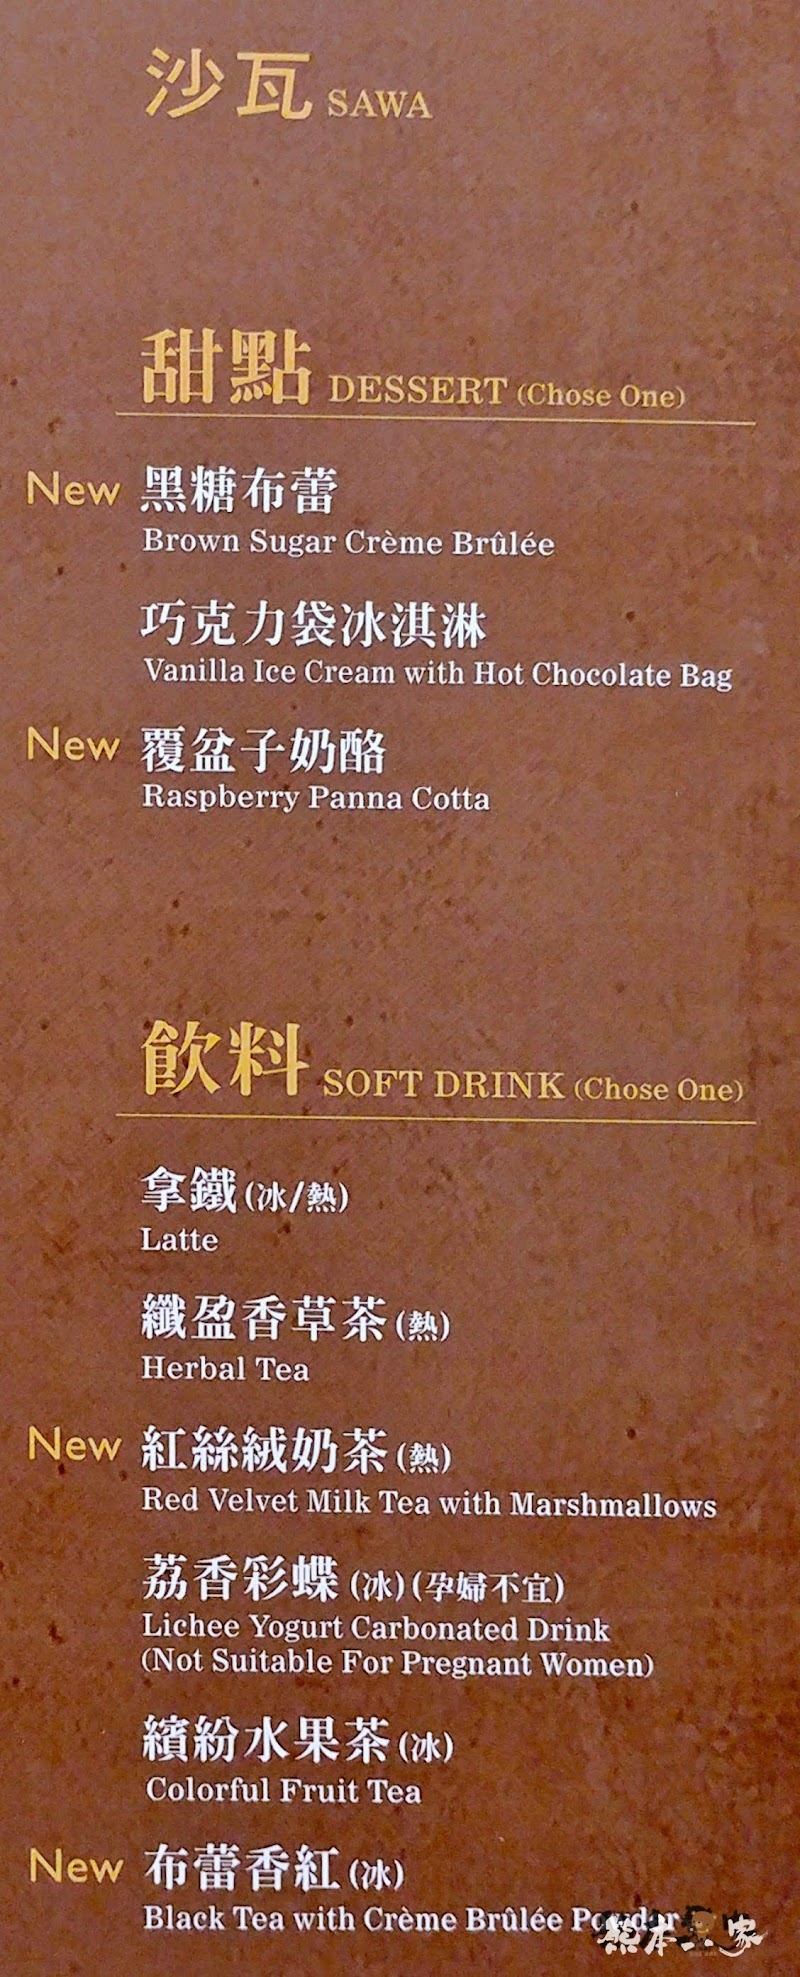 沙瓦 SAWA
甜點 DESSERT (Chose One)
New 黑糖布蕾
Brown Sugar Crème Brûlée
巧克力袋冰淇淋
Vanilla Ice Cream with Hot Chocolate Bag
New 覆盆子奶酪
Raspberry Panna Cotta
飲料 SOFT DRINK (Chose One)
拿鐵 (冰/熱)
Latte
纖盈香草茶 (熱)
Herbal Tea
New 紅絲絨奶茶 (熱)
Red Velvet Milk Tea with Marshmallows
荔香彩蝶 (冰) (孕婦不宜)
Lichee Yogurt Carbonated Drink
(Not Suitable For Pregnant Women)
繽紛水果茶 (冰)
Colorful Fruit Tea
New 布蕾香紅 (冰)
Black Tea with Crème Brûlée Powder
熊本一家